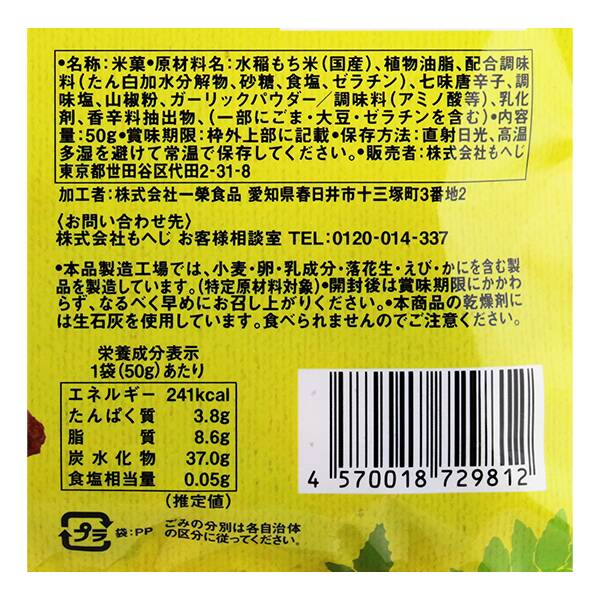 •名称:米菓•原材料名:水稲もち米(国産)、植物油脂、配合調味
料(たん白加水分解物、砂糖、食塩、ゼラチン)、七味唐辛子、調
味塩、山椒粉、ガーリックパウダー/調味料(アミノ酸等)、乳化
剤、香辛料抽出物、(一部にごま・大豆・ゼラチンを含む)•内容
量:50g•賞味期限:枠外上部に記載•保存方法:直射日光、高温
多湿を避けて常温で保存してください。•販売者:株式会社もへじ
東京都世田谷区代田2-31-8
加工者:株式会社一榮食品 愛知県春日井市十三塚町3番地2
〈お問い合わせ先〉
株式会社もへじ お客様相談室 TEL:0120-014-337
•本品製造工場では、小麦・卵・乳成分・落花生・えび・かにを含む製
品を製造しています。(特定原材料対象)•開封後は賞味期限にかかわ
らず、なるべく早めにお召し上がりください。•本商品の乾燥剤に
は生石灰を使用しています。食べられませんのでご注意ください。
栄養成分表示
1袋(50g)あたり
エネルギー 241kcal
たんぱく質 3.8g
脂質 8.6g
炭水化物 37.0g
食塩相当量 0.05g
(推定値)
4 570018 729812
プラ 袋:PP ごみの分別は各自治体
の区分に従ってください。